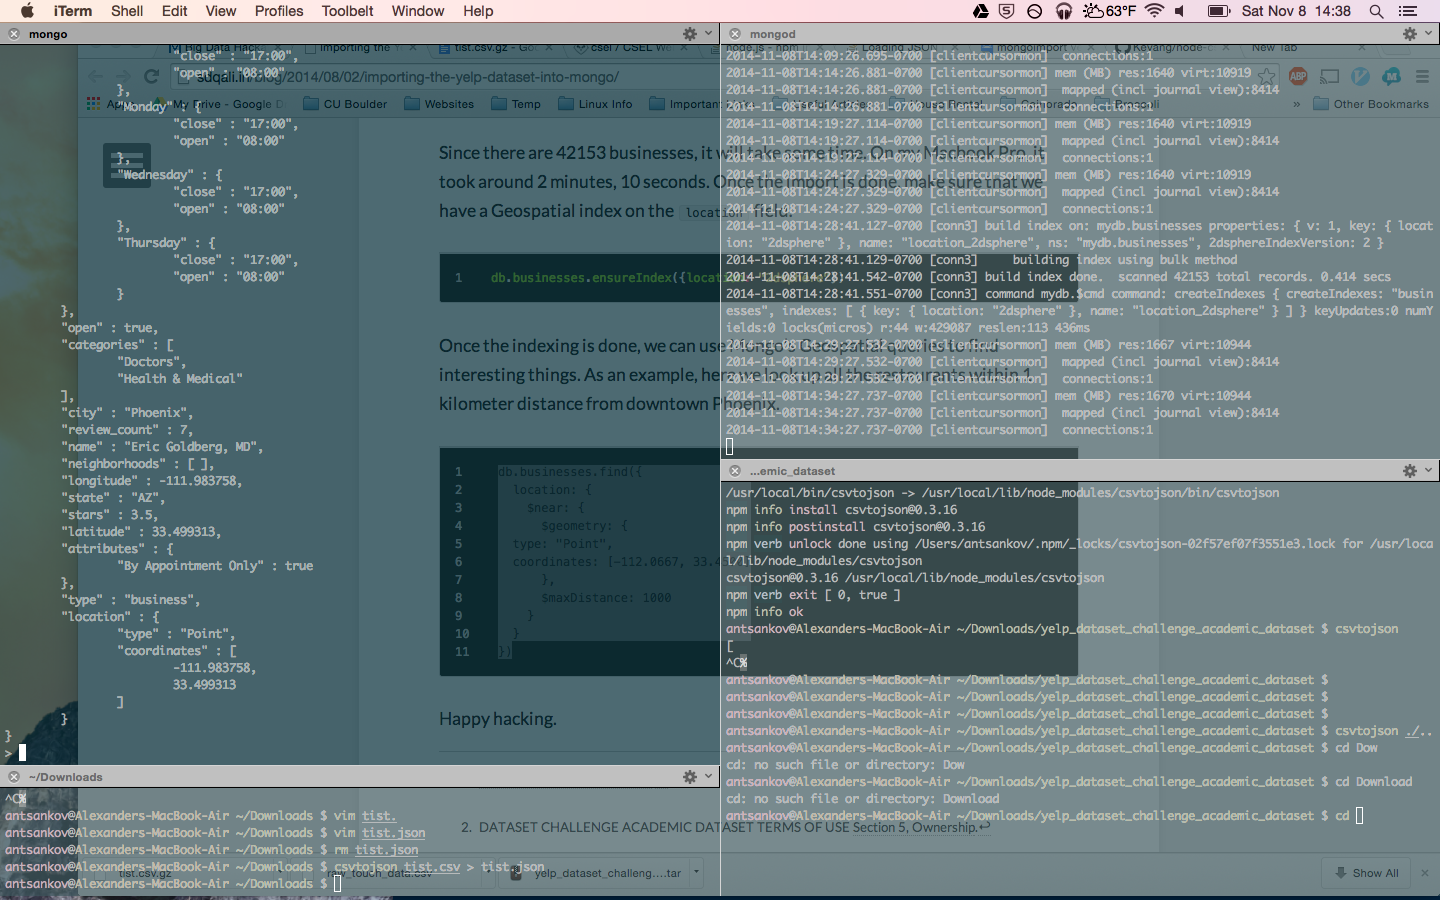 iTerm Shell Edit View Profiles Toolbelt Window Help 63°F Sat Nov 8 14:38
mongo
"close" : "17:00",
"open" : "08:00"
},
"Monday" : {
"close" : "17:00",
"open" : "08:00"
},
"Wednesday" : {
"close" : "17:00",
"open" : "08:00"
},
"Thursday" : {
"close" : "17:00",
"open" : "08:00"
}
},
"open" : true,
"categories" : [
"Doctors",
"Health & Medical"
],
"city" : "Phoenix",
"review_count" : 7,
"name" : "Eric Goldberg, MD",
"neighborhoods" : [ ],
"longitude" : -111.983758,
"state" : "AZ",
"stars" : 3.5,
"latitude" : 33.499313,
"attributes" : {
"By Appointment Only" : true
},
"type" : "business",
"location" : {
"type" : "Point",
"coordinates" : [
-111.983758,
33.499313
]
}
}
>
~/Downloads
^C%
antsankov@Alexanders-MacBook-Air ~/Downloads $ vim tist.
antsankov@Alexanders-MacBook-Air ~/Downloads $ vim tist.json
antsankov@Alexanders-MacBook-Air ~/Downloads $ rm tist.json
antsankov@Alexanders-MacBook-Air ~/Downloads $ csvtojson tist.csv > tist.json
antsankov@Alexanders-MacBook-Air ~/Downloads $
mongod
2014-11-08T14:09:26.695-0700 [clientcursormon] connections:1
2014-11-08T14:14:26.881-0700 [clientcursormon] mem (MB) res:1640 virt:10919
2014-11-08T14:14:26.881-0700 [clientcursormon] mapped (incl journal view):8414
2014-11-08T14:14:26.881-0700 [clientcursormon] connections:1
2014-11-08T14:19:27.114-0700 [clientcursormon] mem (MB) res:1640 virt:10919
2014-11-08T14:19:27.114-0700 [clientcursormon] mapped (incl journal view):8414
2014-11-08T14:19:27.114-0700 [clientcursormon] connections:1
2014-11-08T14:24:27.329-0700 [clientcursormon] mem (MB) res:1640 virt:10919
2014-11-08T14:24:27.329-0700 [clientcursormon] mapped (incl journal view):8414
2014-11-08T14:24:27.329-0700 [clientcursormon] connections:1
2014-11-08T14:28:41.127-0700 [conn3] build index on: mydb.businesses properties: { v: 1, key: { locat
ion: "2dsphere" }, name: "location_2dsphere", ns: "mydb.businesses", 2dsphereIndexVersion: 2 }
2014-11-08T14:28:41.129-0700 [conn3] building index using bulk method
2014-11-08T14:28:41.542-0700 [conn3] build index done. scanned 42153 total records. 0.414 secs
2014-11-08T14:28:41.551-0700 [conn3] command mydb.$cmd command: createIndexes { createIndexes: "busin
esses", indexes: [ { key: { location: "2dsphere" }, name: "location_2dsphere" } ] } keyUpdates:0 numY
ields:0 locks(micros) r:44 w:429087 reslen:113 436ms
2014-11-08T14:29:27.532-0700 [clientcursormon] mem (MB) res:1667 virt:10944
2014-11-08T14:29:27.532-0700 [clientcursormon] mapped (incl journal view):8414
2014-11-08T14:29:27.532-0700 [clientcursormon] connections:1
2014-11-08T14:34:27.737-0700 [clientcursormon] mem (MB) res:1670 virt:10944
2014-11-08T14:34:27.737-0700 [clientcursormon] mapped (incl journal view):8414
2014-11-08T14:34:27.737-0700 [clientcursormon] connections:1
...emic_dataset
/usr/local/bin/csvtojson -> /usr/local/lib/node_modules/csvtojson/bin/csvtojson
npm info install csvtojson@0.3.16
npm info postinstall csvtojson@0.3.16
npm verb unlock done using /Users/antsankov/.npm/_locks/csvtojson-02f57ef07f3551e3.lock for /usr/loca
l/lib/node_modules/csvtojson
csvtojson@0.3.16 /usr/local/lib/node_modules/csvtojson
npm verb exit [ 0, true ]
npm info ok
antsankov@Alexanders-MacBook-Air ~/Downloads/yelp_dataset_challenge_academic_dataset $ csvtojson
[
^C%
antsankov@Alexanders-MacBook-Air ~/Downloads/yelp_dataset_challenge_academic_dataset $
antsankov@Alexanders-MacBook-Air ~/Downloads/yelp_dataset_challenge_academic_dataset $
antsankov@Alexanders-MacBook-Air ~/Downloads/yelp_dataset_challenge_academic_dataset $
antsankov@Alexanders-MacBook-Air ~/Downloads/yelp_dataset_challenge_academic_dataset $ csvtojson ./..
antsankov@Alexanders-MacBook-Air ~/Downloads/yelp_dataset_challenge_academic_dataset $ cd Dow
cd: no such file or directory: Dow
antsankov@Alexanders-MacBook-Air ~/Downloads/yelp_dataset_challenge_academic_dataset $ cd Download
cd: no such file or directory: Download
antsankov@Alexanders-MacBook-Air ~/Downloads/yelp_dataset_challenge_academic_dataset $ cd
sdqali.in/blog/2014/08/02/importing-the-yelp-dataset-into-mongo/
CU Boulder Websites Temp Linux Info Other Bookmarks
Since there are 42153 businesses, it will take some time. On my Macbook Pro, it
took around 2 minutes, 10 seconds. Once the import is done, make sure that we
have a Geospatial index on the location field.
1 db.businesses.ensureIndex({location
Once the indexing is done, we can use Mongo's Geospatial queries to find
interesting things. As an example, here we look up all the restaurants within 1
kilometer distance from downtown Phoenix.
1 db.businesses.find({
2 location: {
3 $near: {
4 $geometry: {
5 type: "Point",
6 coordinates: [-112.0667,
7 },
8 $maxDistance: 1000
9 }
10 }
11 })
Happy hacking.
2. DATASET CHALLENGE ACADEMIC DATASET TERMS OF USE Section 5, Ownership.↩
tist.csv.gz raw_touch_data.csv yelp_dataset_challeng....tar Show All